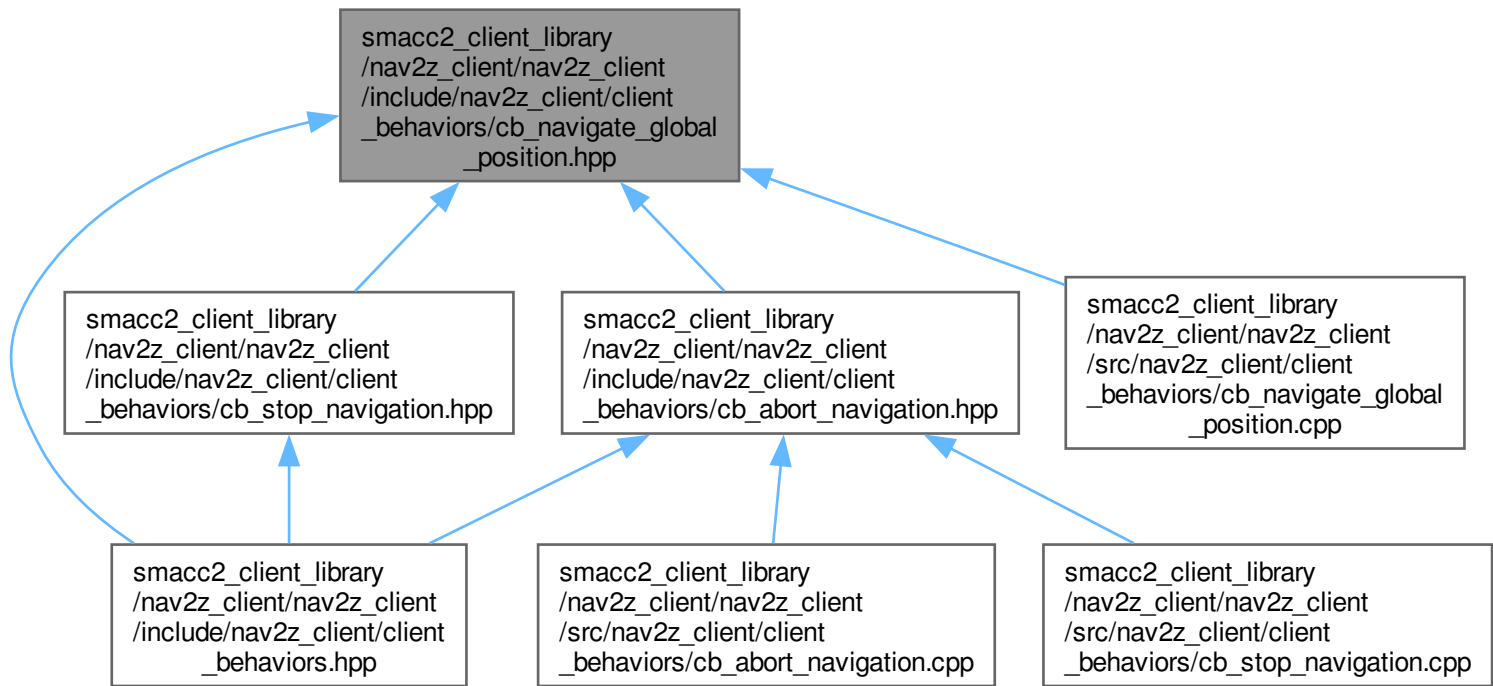 smacc2_client_library
/nav2z_client/nav2z_client
/include/nav2z_client/client
_behaviors/cb_navigate_global
_position.hpp
smacc2_client_library
/nav2z_client/nav2z_client
/include/nav2z_client/client
_behaviors/cb_stop_navigation.hpp
smacc2_client_library
/nav2z_client/nav2z_client
/include/nav2z_client/client
_behaviors/cb_abort_navigation.hpp
smacc2_client_library
/nav2z_client/nav2z_client
/src/nav2z_client/client
_behaviors/cb_navigate_global
_position.cpp
smacc2_client_library
/nav2z_client/nav2z_client
/include/nav2z_client/client
_behaviors.hpp
smacc2_client_library
/nav2z_client/nav2z_client
/src/nav2z_client/client
_behaviors/cb_abort_navigation.cpp
smacc2_client_library
/nav2z_client/nav2z_client
/src/nav2z_client/client
_behaviors/cb_stop_navigation.cpp